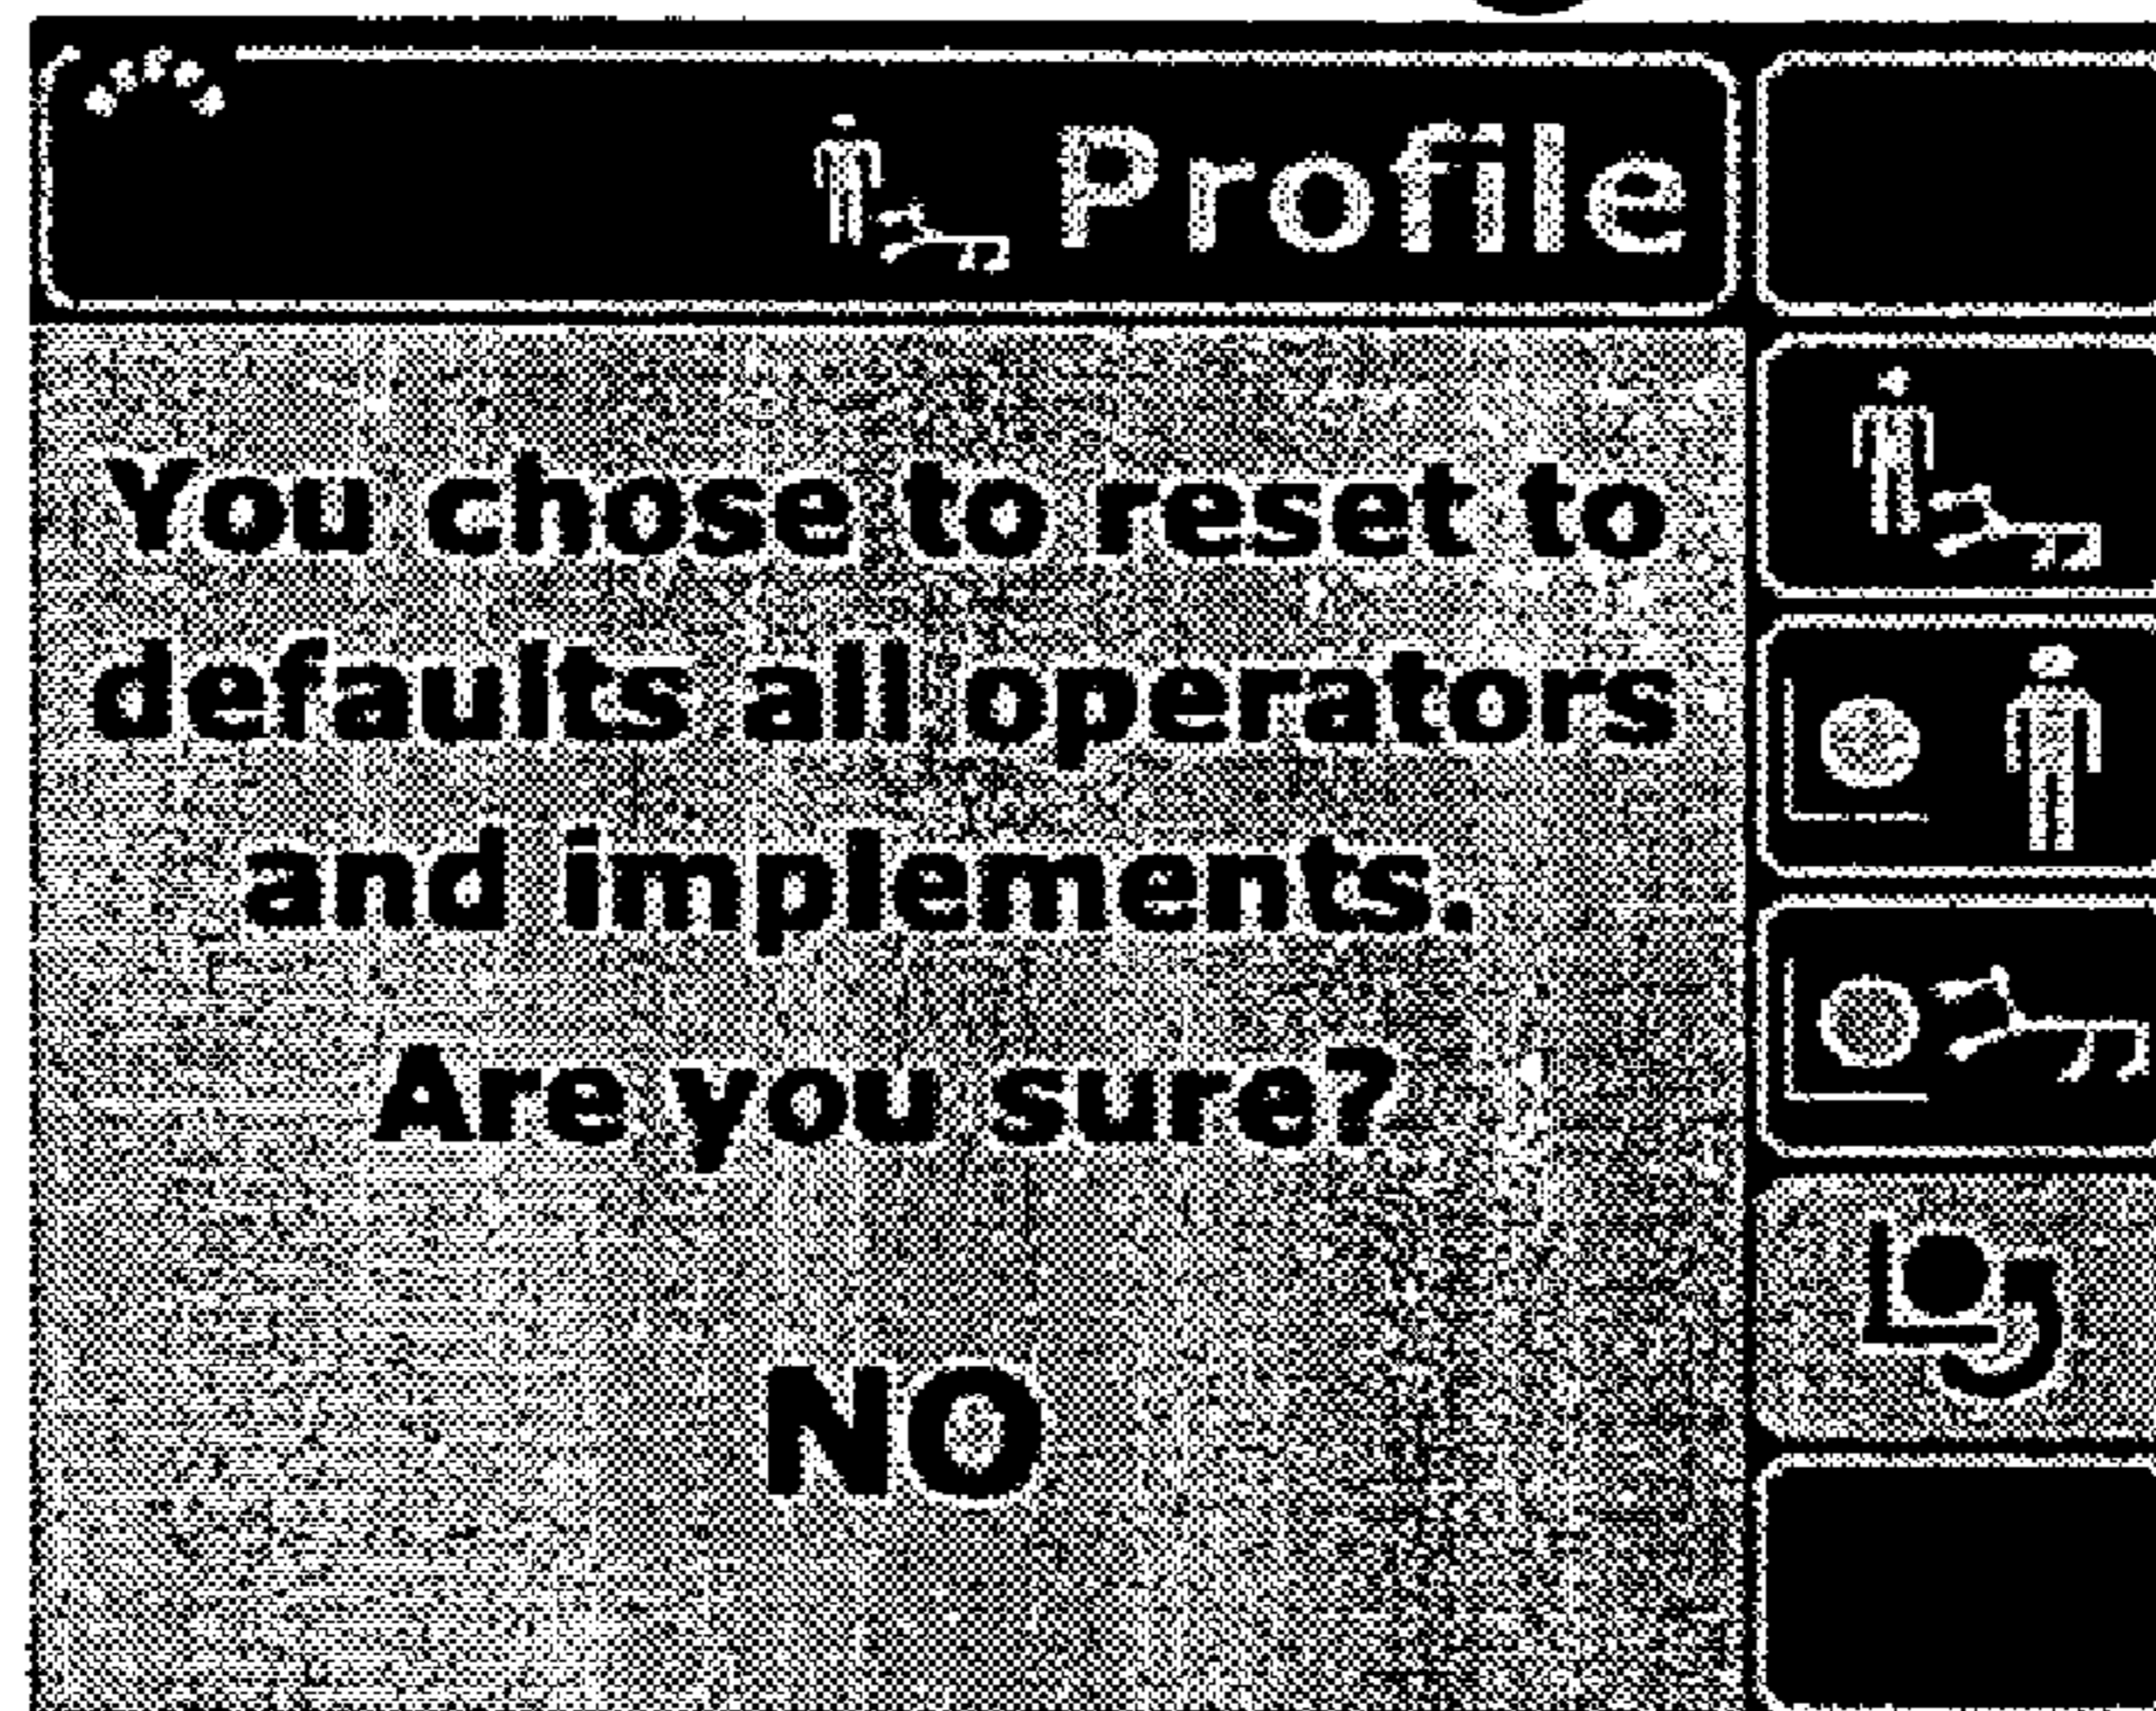 Profile
You chose to reset to
defaults all operators
and implements.
Are you sure?
NO